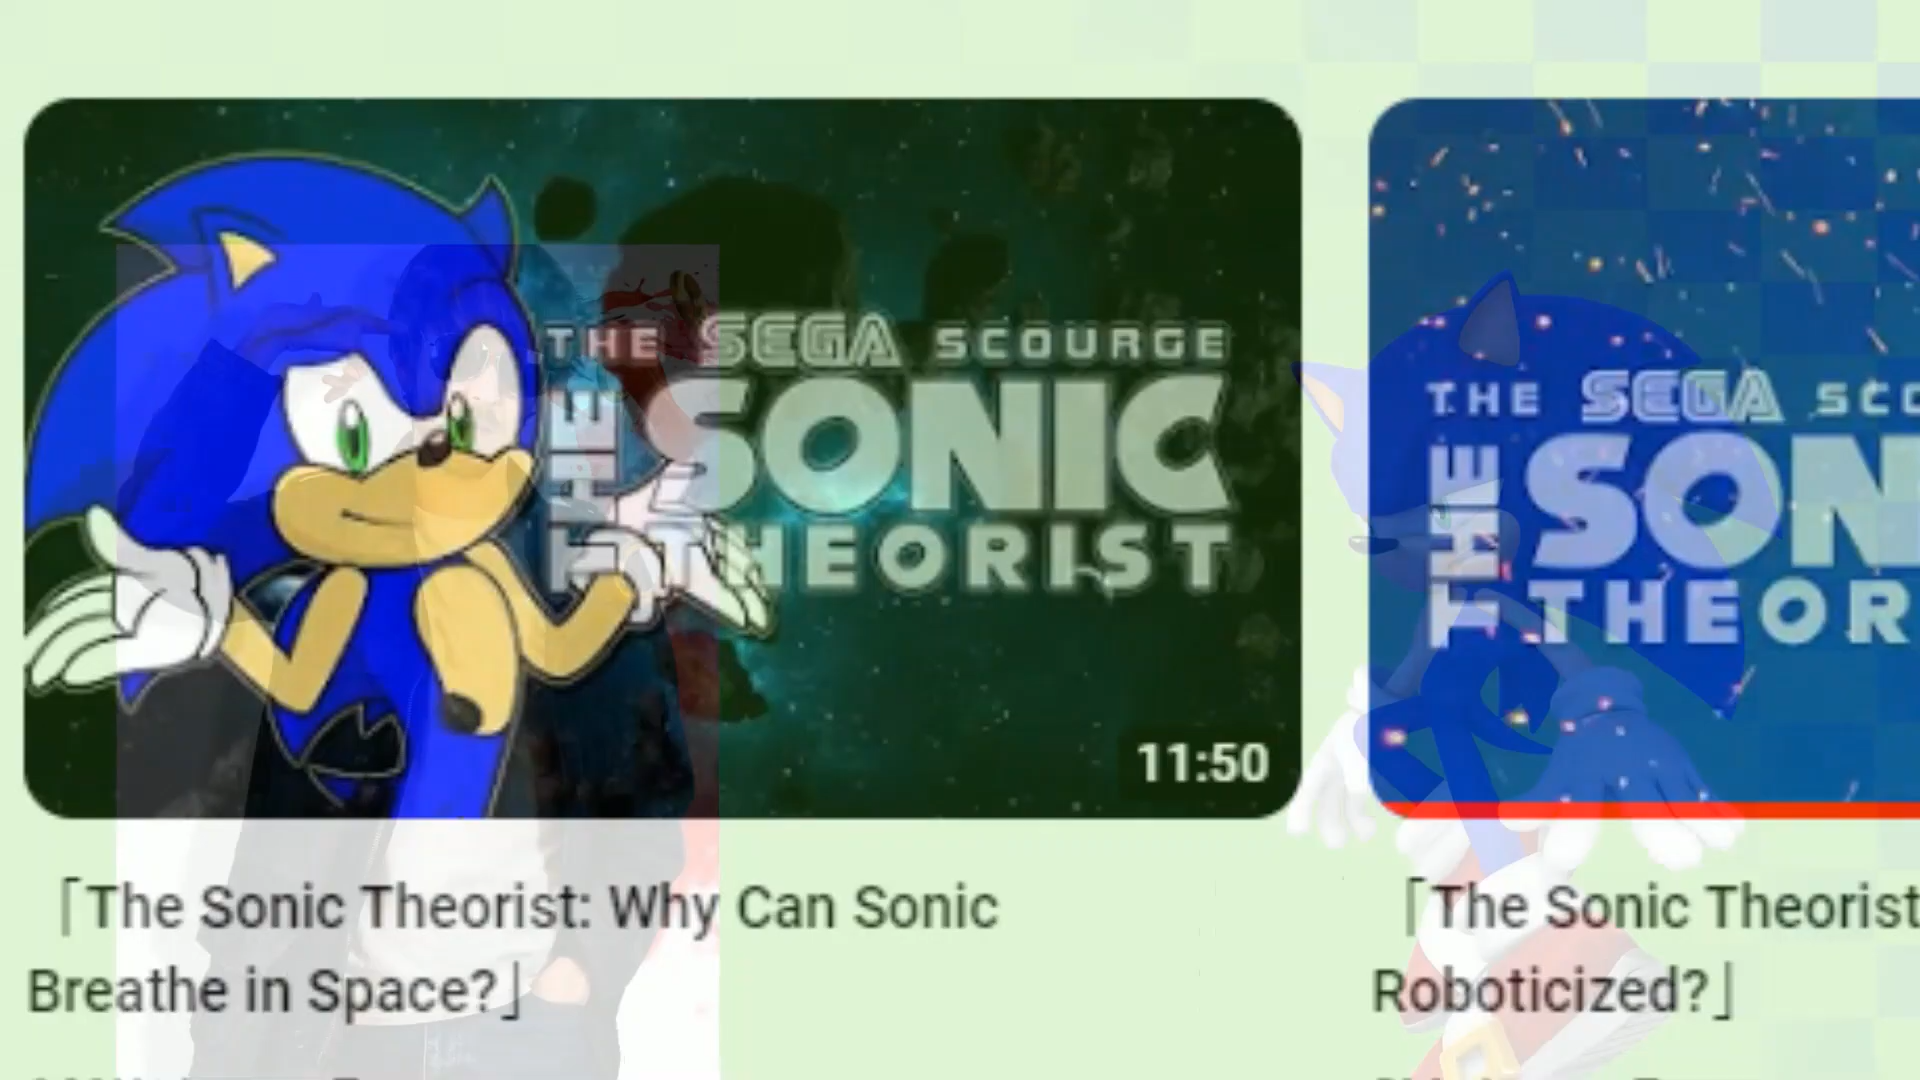 THE SEGA SCOURGE
THE SONIC
THEORIST
11:50
「The Sonic Theorist: Why Can Sonic
Breathe in Space?」
THE SEGA
THE SON
THEOR
「The Sonic Theorist
Roboticized?」